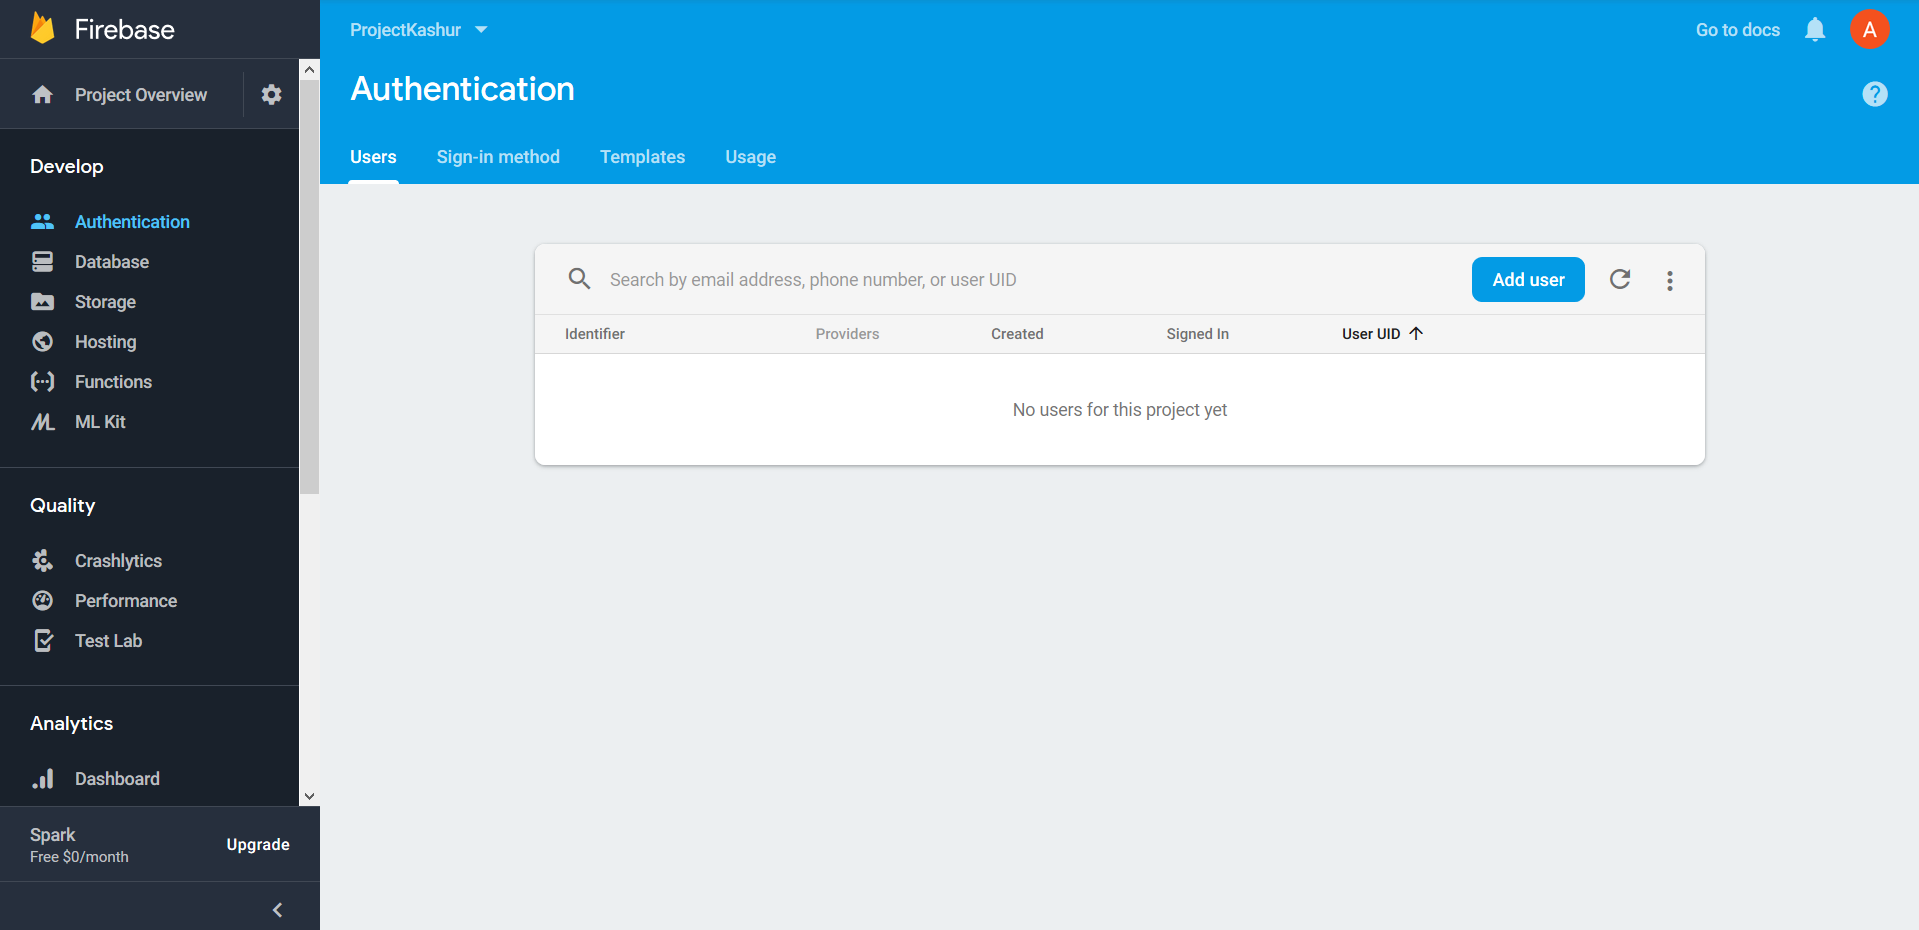 Firebase
Project Overview
Develop
Authentication
Database
Storage
Hosting
Functions
ML Kit
Quality
Crashlytics
Performance
Test Lab
Analytics
Dashboard
Spark
Free $0/month
Upgrade
ProjectKashur
Go to docs
A
Authentication
?
Users Sign-in method Templates Usage
Search by email address, phone number, or user UID
Add user
Identifier Providers Created Signed In User UID
No users for this project yet